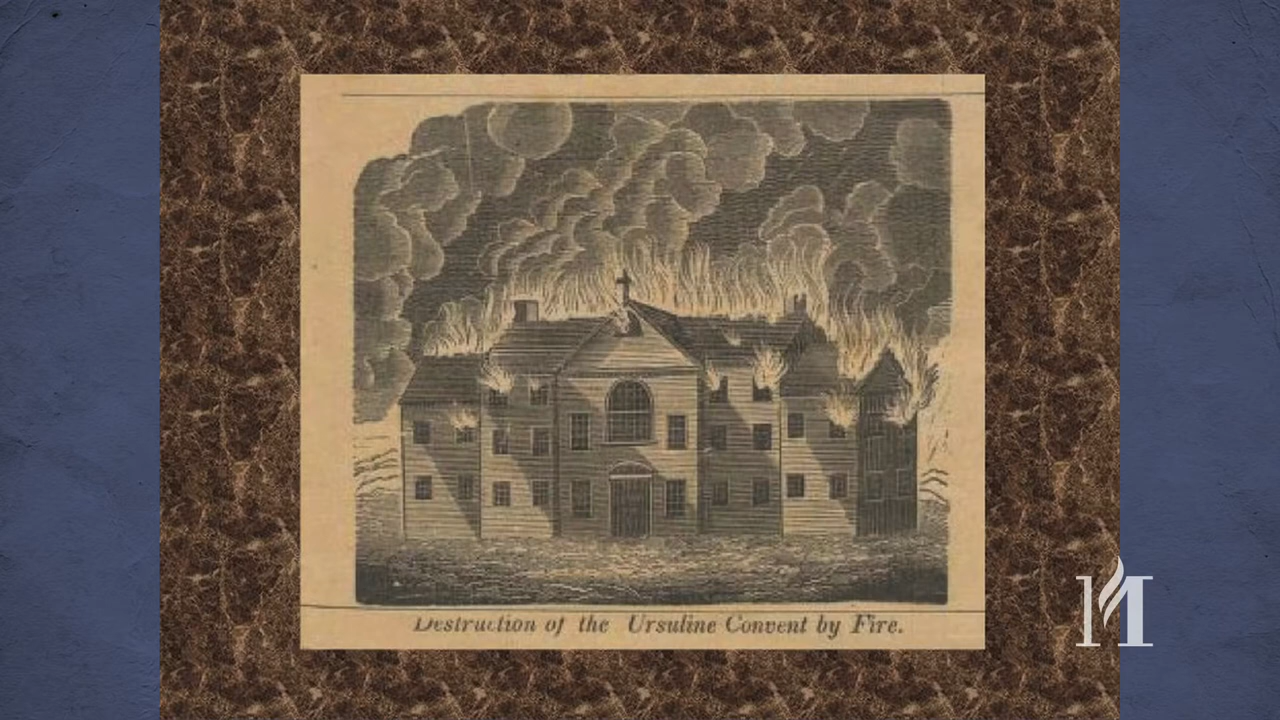 Destruction of the Ursuline Convent by Fire.